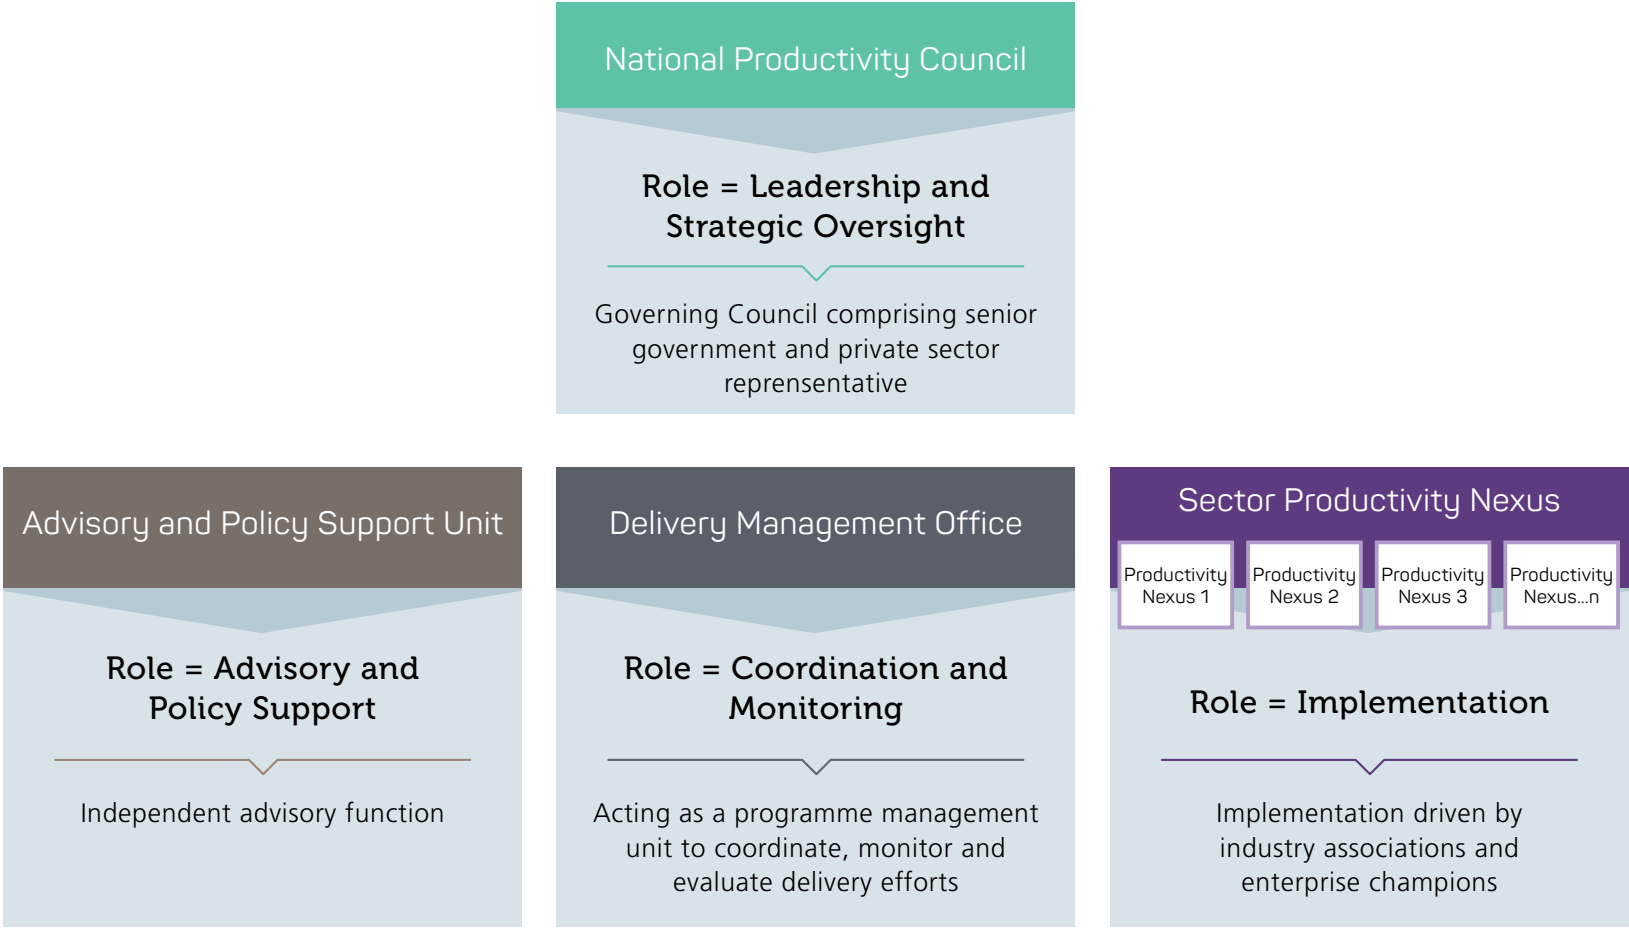 National Productivity Council
Role = Leadership and
Strategic Oversight
Governing Council comprising senior
government and private sector
reprensentative
Advisory and Policy Support Unit
Role = Advisory and
Policy Support
Independent advisory function
Delivery Management Office
Role = Coordination and
Monitoring
Acting as a programme management
unit to coordinate, monitor and
evaluate delivery efforts
Sector Productivity Nexus
Productivity
Nexus 1
Productivity
Nexus 2
Productivity
Nexus 3
Productivity
Nexus...n
Role = Implementation
Implementation driven by
industry associations and
enterprise champions